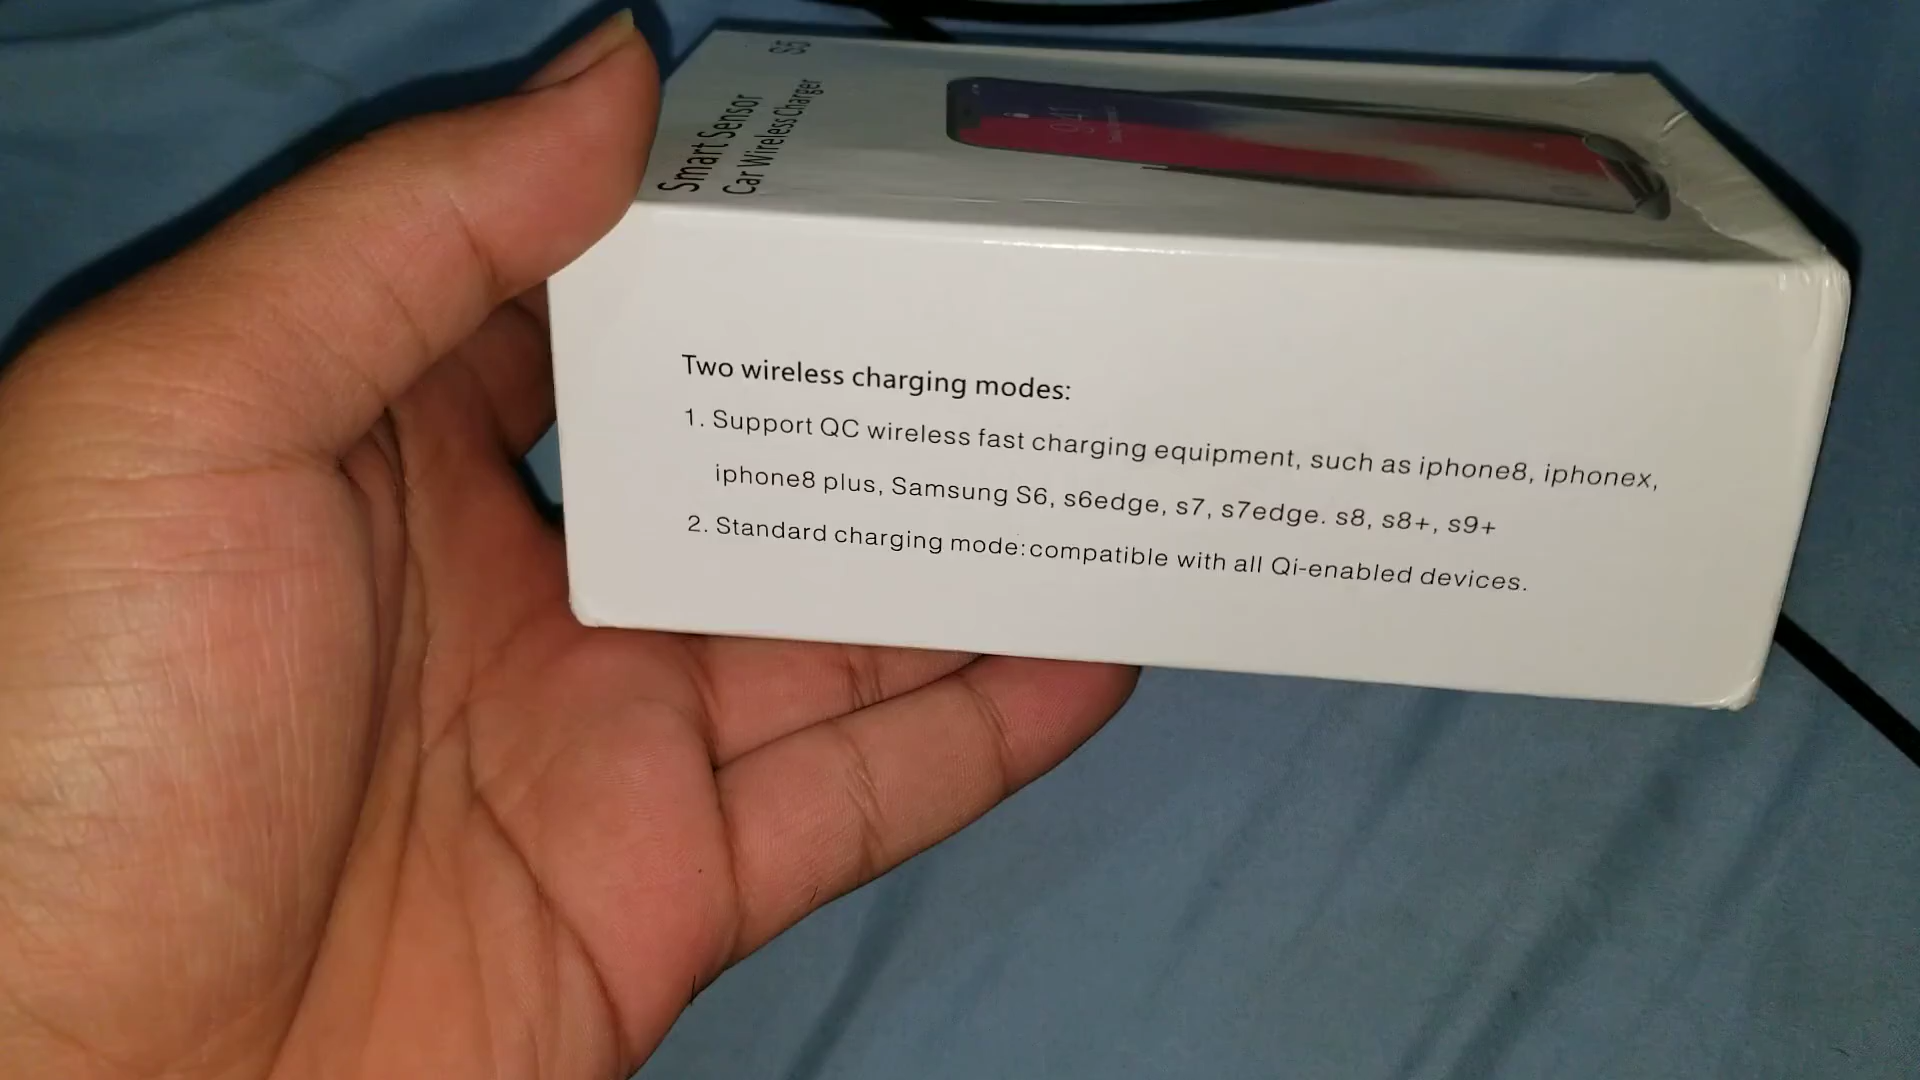 Smart Sensor
Car Wireless Charger
S5
9:41
Two wireless charging modes:
1. Support QC wireless fast charging equipment, such as iphone8, iphonex,
iphone8 plus, Samsung S6, s6edge, s7, s7edge. s8, s8+, s9+
2. Standard charging mode:compatible with all Qi-enabled devices.